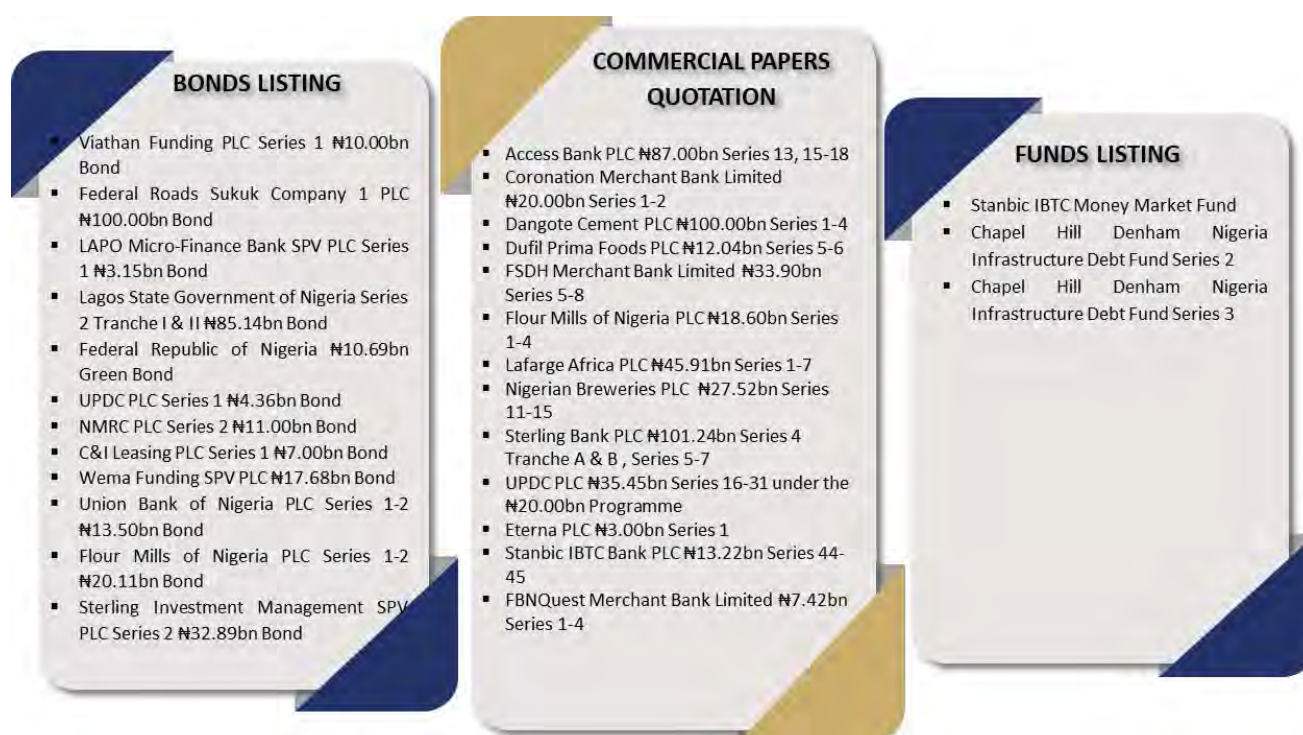 BONDS LISTING
▪ Viathan Funding PLC Series 1 ₦10.00bn
Bond
▪ Federal Roads Sukuk Company 1 PLC
₦100.00bn Bond
▪ LAPO Micro-Finance Bank SPV PLC Series
1 ₦3.15bn Bond
▪ Lagos State Government of Nigeria Series
2 Tranche I & II ₦85.14bn Bond
▪ Federal Republic of Nigeria ₦10.69bn
Green Bond
▪ UPDC PLC Series 1 ₦4.36bn Bond
▪ NMRC PLC Series 2 ₦11.00bn Bond
▪ C&I Leasing PLC Series 1 ₦7.00bn Bond
▪ Wema Funding SPV PLC ₦17.68bn Bond
▪ Union Bank of Nigeria PLC Series 1-2
₦13.50bn Bond
▪ Flour Mills of Nigeria PLC Series 1-2
₦20.11bn Bond
▪ Sterling Investment Management SPV
PLC Series 2 ₦32.89bn Bond
COMMERCIAL PAPERS
QUOTATION
▪ Access Bank PLC ₦87.00bn Series 13, 15-18
▪ Coronation Merchant Bank Limited
₦20.00bn Series 1-2
▪ Dangote Cement PLC ₦100.00bn Series 1-4
▪ Dufil Prima Foods PLC ₦12.04bn Series 5-6
▪ FSDH Merchant Bank Limited ₦33.90bn
Series 5-8
▪ Flour Mills of Nigeria PLC ₦18.60bn Series
1-4
▪ Lafarge Africa PLC ₦45.91bn Series 1-7
▪ Nigerian Breweries PLC ₦27.52bn Series
11-15
▪ Sterling Bank PLC ₦101.24bn Series 4
Tranche A & B , Series 5-7
▪ UPDC PLC ₦35.45bn Series 16-31 under the
₦20.00bn Programme
▪ Eterna PLC ₦3.00bn Series 1
▪ Stanbic IBTC Bank PLC ₦13.22bn Series 44-
45
▪ FBNQuest Merchant Bank Limited ₦7.42bn
Series 1-4
FUNDS LISTING
▪ Stanbic IBTC Money Market Fund
▪ Chapel Hill Denham Nigeria
Infrastructure Debt Fund Series 2
▪ Chapel Hill Denham Nigeria
Infrastructure Debt Fund Series 3